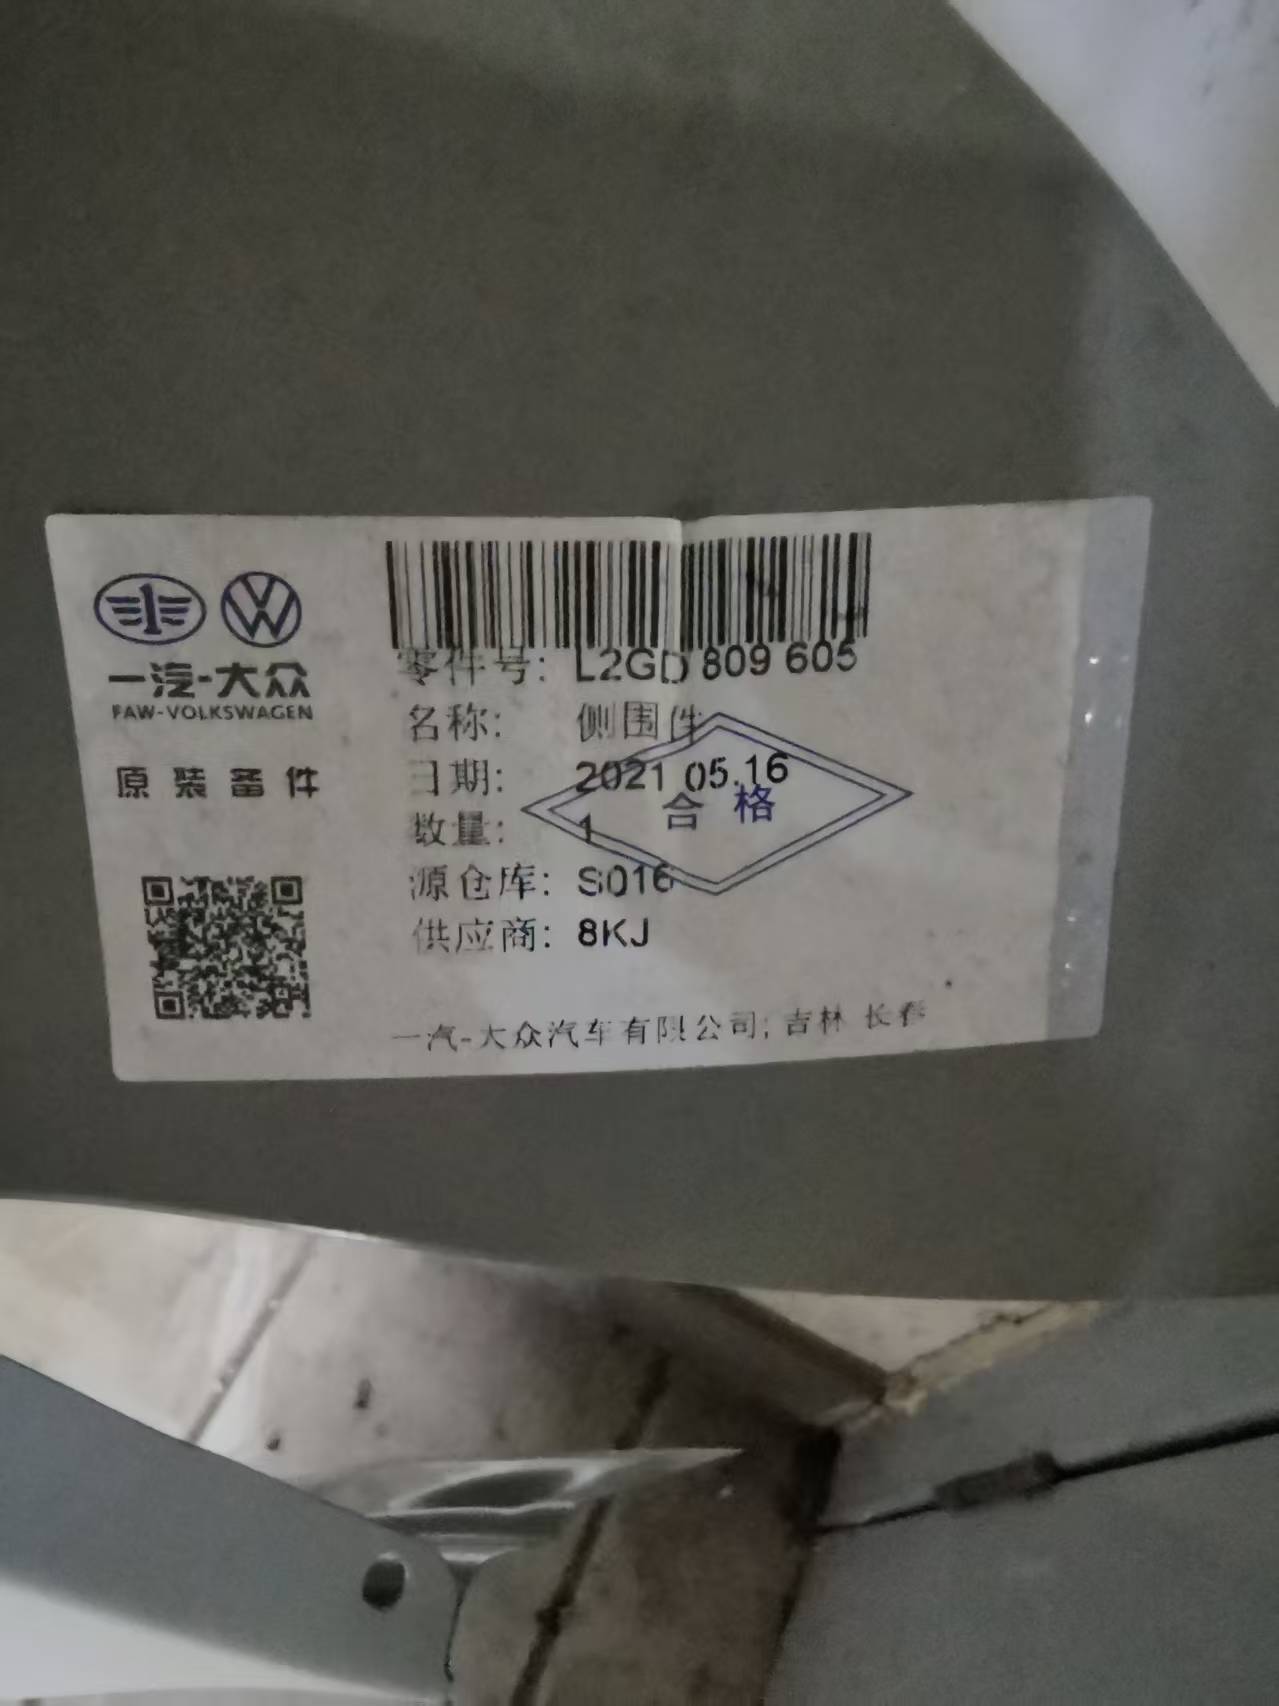 一汽-大众
FAW-VOLKSWAGEN
原装备件
零件号: L2GD 809 605
名称: 侧围件
日期: 2021.05.16
数量: 1
源仓库: S016
供应商: 8KJ
合格
一汽-大众汽车有限公司; 吉林 长春